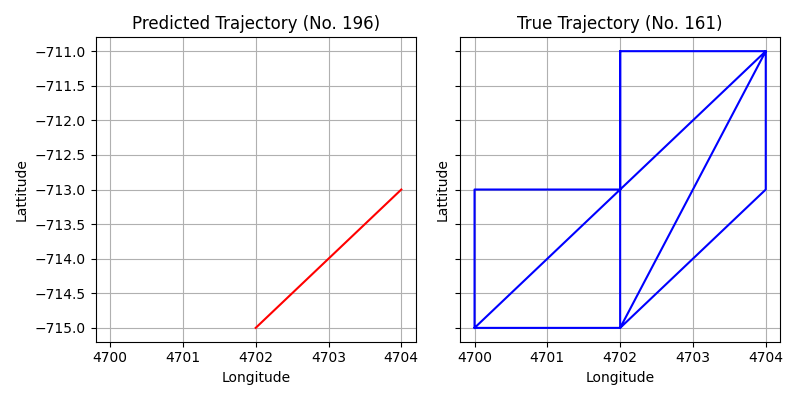 Predicted Trajectory (No. 196)
True Trajectory (No. 161)
−711.0
−711.5
−712.0
−712.5
−713.0
−713.5
−714.0
−714.5
−715.0
Lattitude
Lattitude
4700 4701 4702 4703 4704
4700 4701 4702 4703 4704
Longitude
Longitude